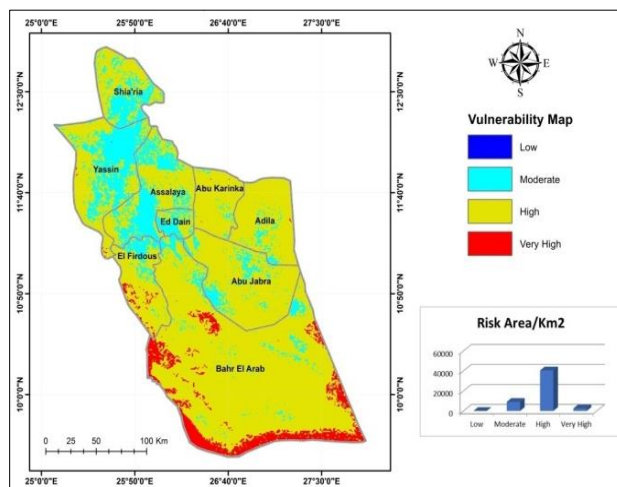 25°0'0"E 25°50'0"E 26°40'0"E 27°30'0"E
12°30'0"N
11°40'0"N
10°50'0"N
10°0'0"N
Shia'ria
Yassin
Assalaya
Abu Karinka
Ed Dain
Adila
El Firdous
Abu Jabra
Bahr El Arab
0 25 50 100 Km
25°0'0"E 25°50'0"E 26°40'0"E 27°30'0"E
12°30'0"N
11°40'0"N
10°50'0"N
10°0'0"N
N
W E
S
Vulnerability Map
Low
Moderate
High
Very High
Risk Area/Km2
60000
40000
20000
0
Low Moderate High Very High